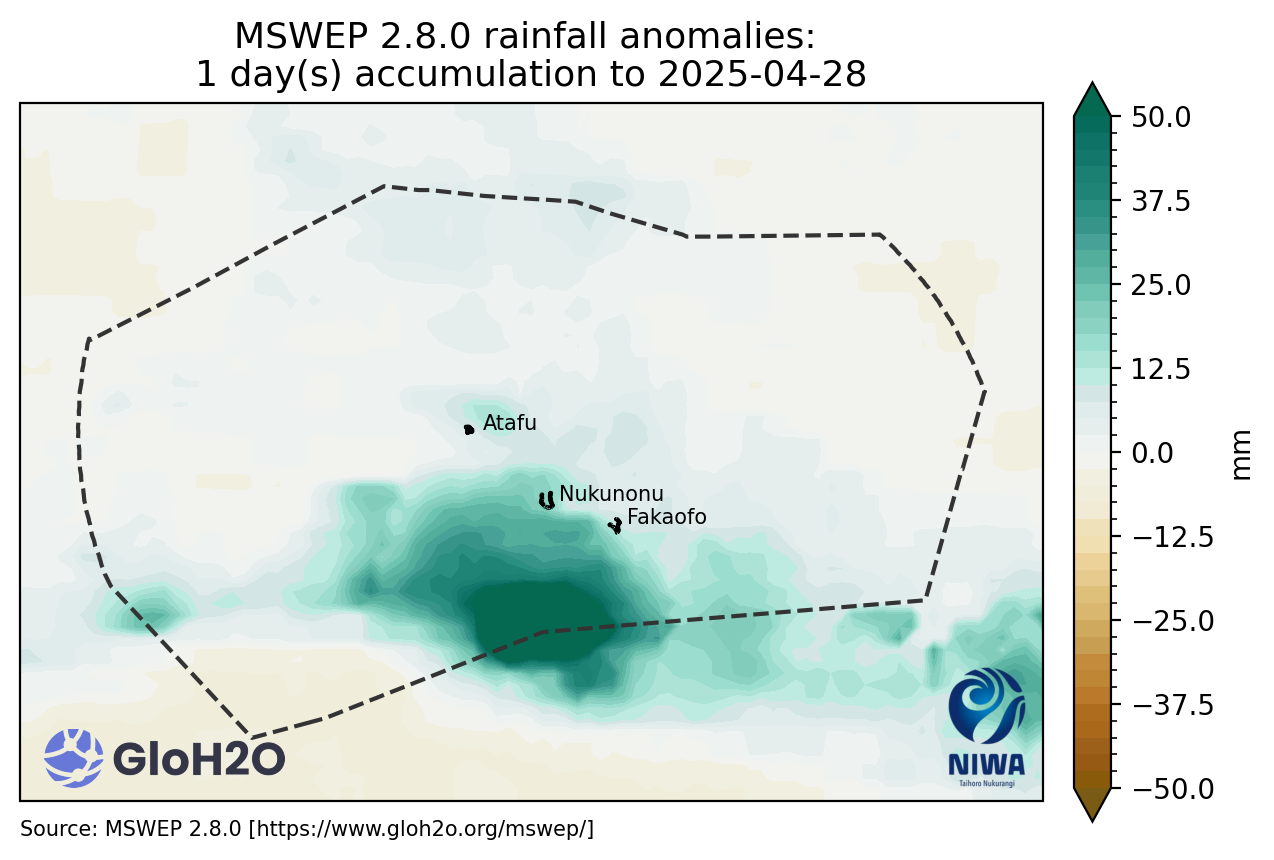 MSWEP 2.8.0 rainfall anomalies:
1 day(s) accumulation to 2025-04-28
Atafu
Nukunonu
Fakaofo
50.0
37.5
25.0
12.5
0.0
−12.5
−25.0
−37.5
−50.0
mm
GloH2O
NIWA
Taihoro Nukurangi
Source: MSWEP 2.8.0 [https://www.gloh2o.org/mswep/]